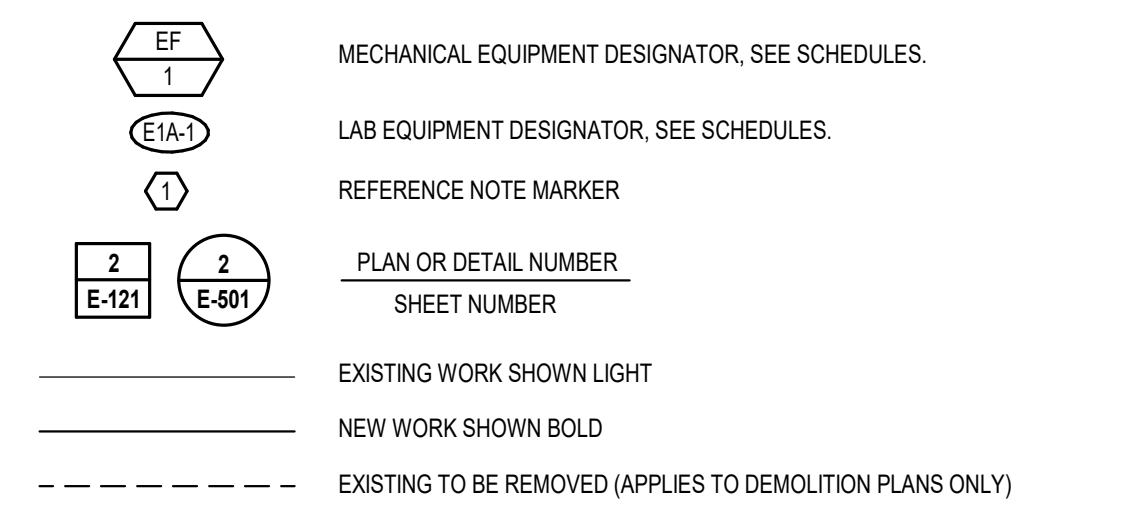 EF
1
MECHANICAL EQUIPMENT DESIGNATOR, SEE SCHEDULES.
E1A-1
LAB EQUIPMENT DESIGNATOR, SEE SCHEDULES.
1
REFERENCE NOTE MARKER
2
E-121
2
E-501
PLAN OR DETAIL NUMBER
SHEET NUMBER
EXISTING WORK SHOWN LIGHT
NEW WORK SHOWN BOLD
EXISTING TO BE REMOVED (APPLIES TO DEMOLITION PLANS ONLY)